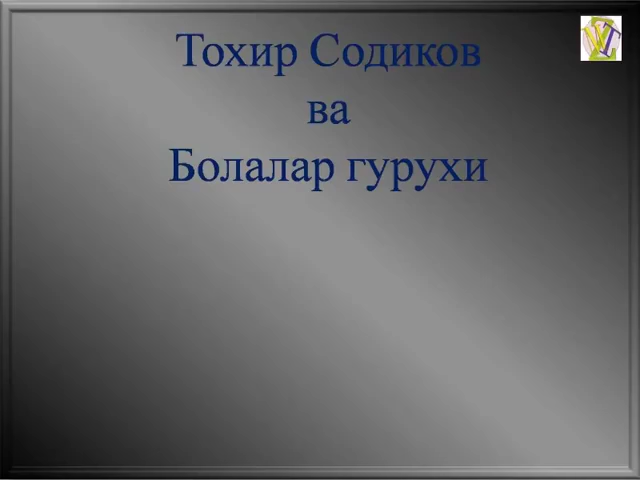 Тохир Содиков
ва
Болалар гурухи